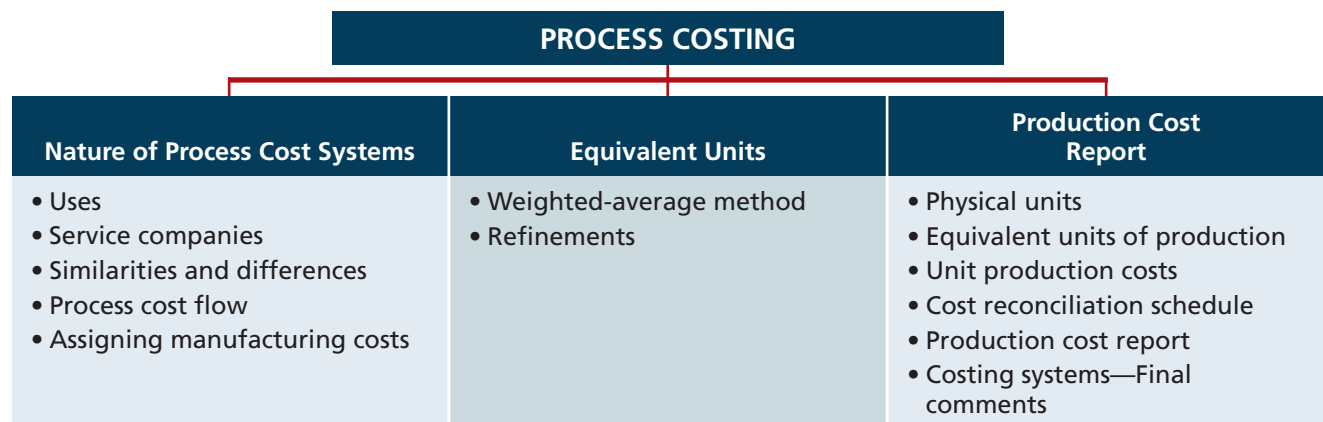 PROCESS COSTING
Nature of Process Cost Systems
• Uses
• Service companies
• Similarities and differences
• Process cost flow
• Assigning manufacturing costs
Equivalent Units
• Weighted-average method
• Refinements
Production Cost
Report
• Physical units
• Equivalent units of production
• Unit production costs
• Cost reconciliation schedule
• Production cost report
• Costing systems—Final
comments